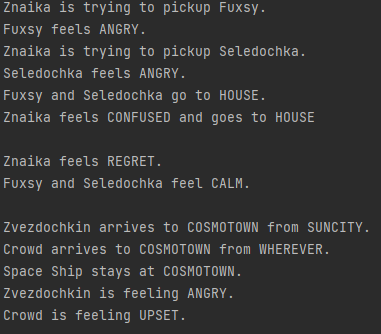 Znaika is trying to pickup Fuxsy.
Fuxsy feels ANGRY.
Znaika is trying to pickup Seledochka.
Seledochka feels ANGRY.
Fuxsy and Seledochka go to HOUSE.
Znaika feels CONFUSED and goes to HOUSE
Znaika feels REGRET.
Fuxsy and Seledochka feel CALM.
Zvezdochkin arrives to COSMOTOWN from SUNCITY.
Crowd arrives to COSMOTOWN from WHEREVER.
Space Ship stays at COSMOTOWN.
Zvezdochkin is feeling ANGRY.
Crowd is feeling UPSET.